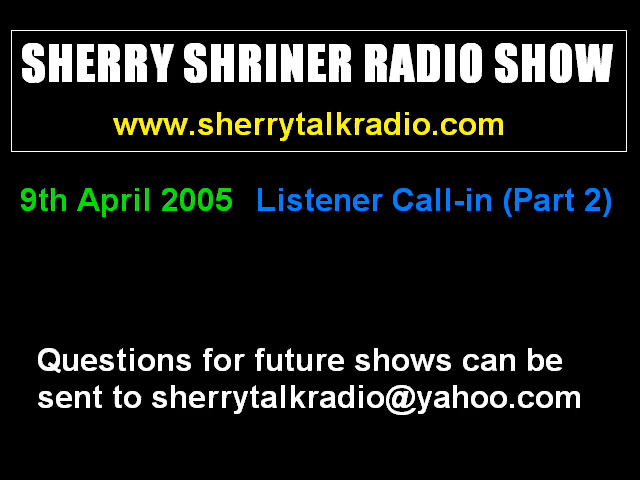 SHERRY SHRINER RADIO SHOW
www.sherrytalkradio.com
9th April 2005 Listener Call-in (Part 2)
Questions for future shows can be
sent to sherrytalkradio@yahoo.com